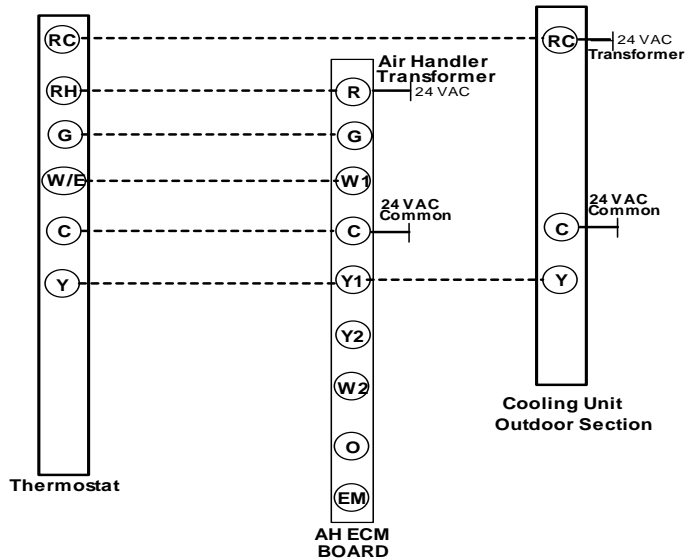 RC
RH
G
W/E
C
Y
Thermostat
Air Handler
Transformer
R
24 VAC
G
W1
24 VAC
Common
C
Y1
Y2
W2
O
EM
AH ECM
BOARD
RC
24 VAC
Transformer
24 VAC
Common
C
Y
Cooling Unit
Outdoor Section